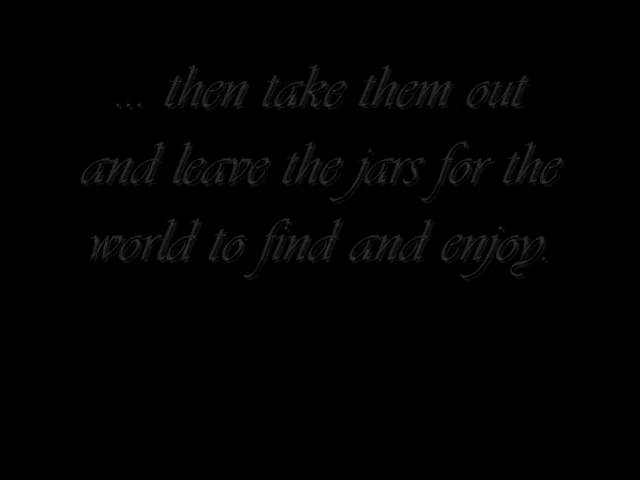 ... then take them out
and leave the jars for the
world to find and enjoy.